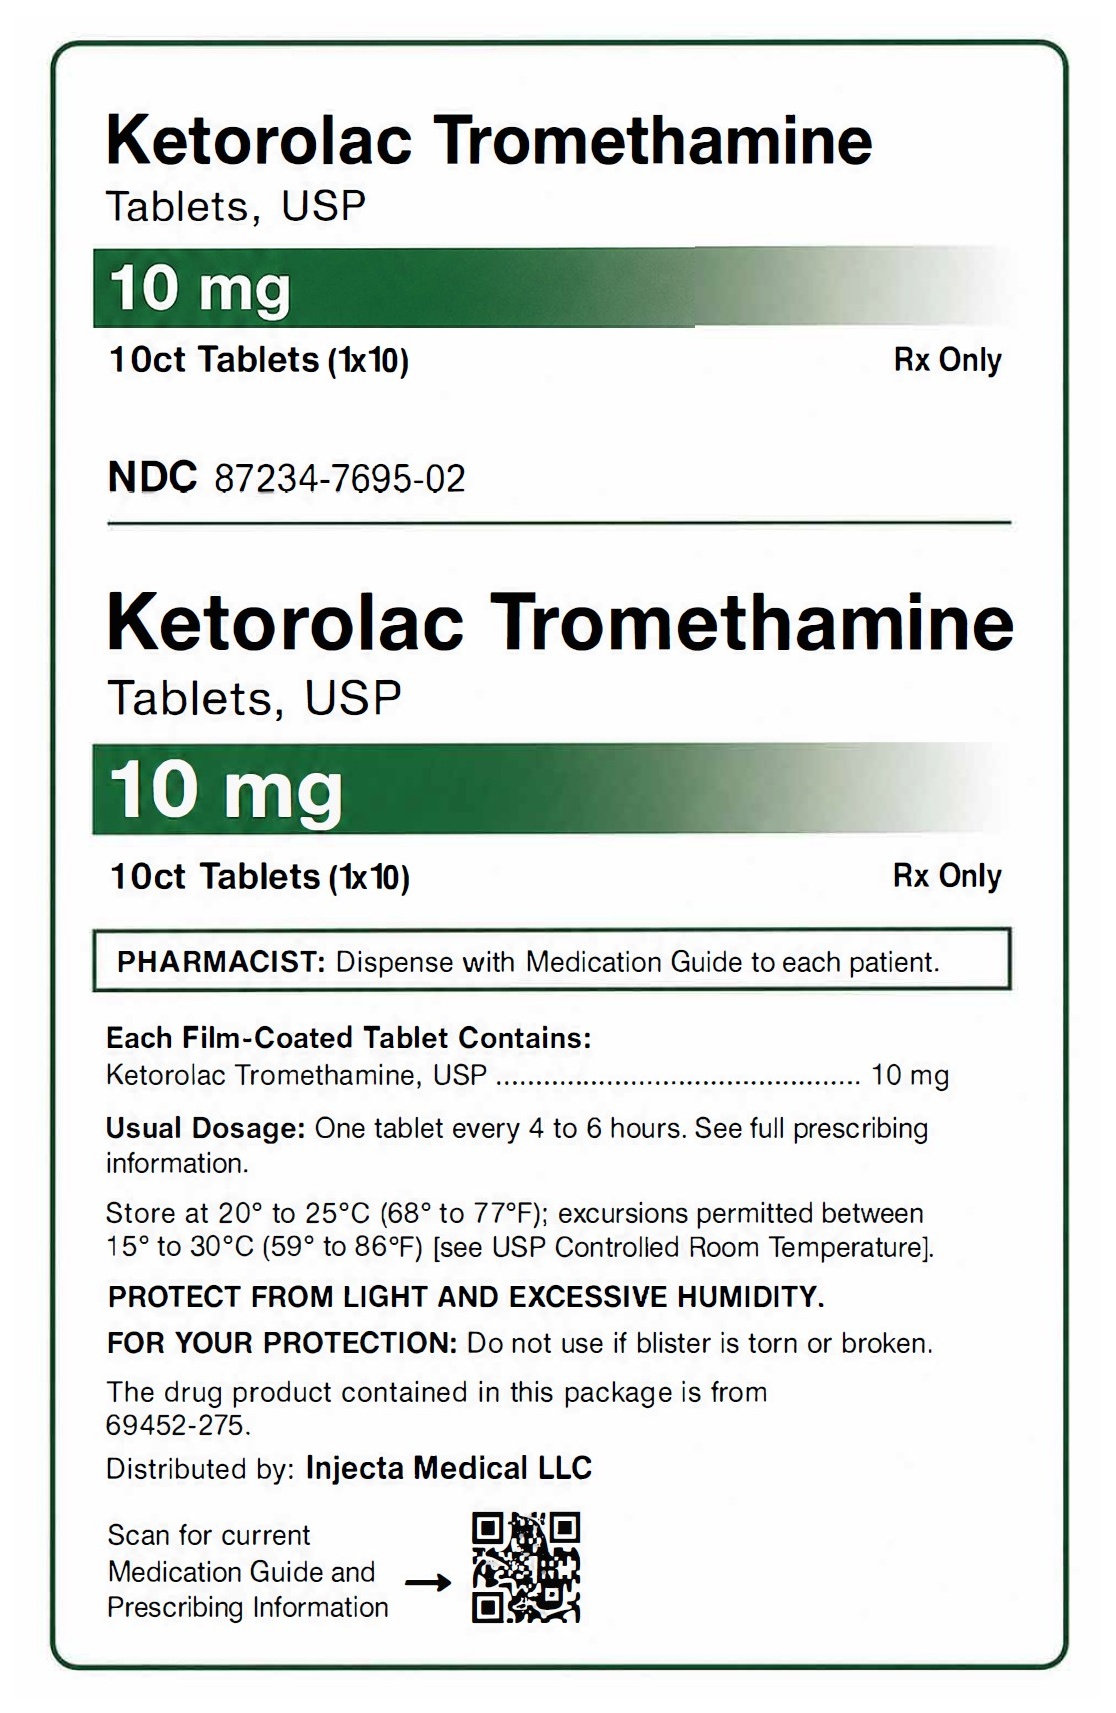 Ketorolac Tromethamine
Tablets, USP
10 mg
10ct Tablets (1x10) Rx Only
NDC 87234-7695-02
Ketorolac Tromethamine
Tablets, USP
10 mg
10ct Tablets (1x10) Rx Only
PHARMACIST: Dispense with Medication Guide to each patient.
Each Film-Coated Tablet Contains:
Ketorolac Tromethamine, USP .............................................. 10 mg
Usual Dosage: One tablet every 4 to 6 hours. See full prescribing
information.
Store at 20° to 25°C (68° to 77°F); excursions permitted between
15° to 30°C (59° to 86°F) [see USP Controlled Room Temperature].
PROTECT FROM LIGHT AND EXCESSIVE HUMIDITY.
FOR YOUR PROTECTION: Do not use if blister is torn or broken.
The drug product contained in this package is from
69452-275.
Distributed by: Injecta Medical LLC
Scan for current
Medication Guide and
Prescribing Information